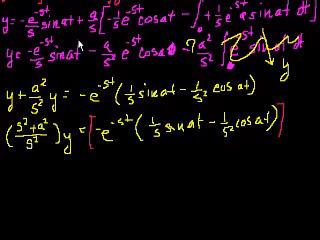 y = -e^{-st}/s sin at + a/s [ -1/s e^{-st} cos at - ∫ + 1/s e^{-st} a sin at dt ]
y = -e^{-st}/s sin at - a/s² e^{-st} cos at - a²/s² ∫ e^{-st} sin at dt
y
y + a²/s² y = -e^{-st} ( 1/s sin at - 1/s² cos at )
( s² + a² / s² ) y = [ -e^{-st} ( 1/s sin at - 1/s² cos at ) ]